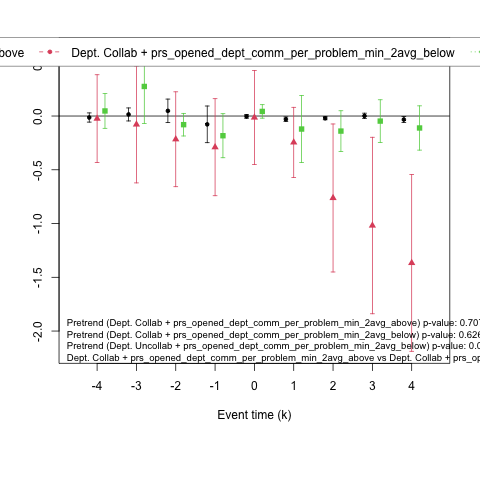 bove Dept. Collab + prs_opened_dept_comm_per_problem_min_2avg_below
0.0
-0.5
-1.0
-1.5
-2.0
Pretrend (Dept. Collab + prs_opened_dept_comm_per_problem_min_2avg_above) p-value: 0.707
Pretrend (Dept. Collab + prs_opened_dept_comm_per_problem_min_2avg_below) p-value: 0.626
Pretrend (Dept. Uncollab + prs_opened_dept_comm_per_problem_min_2avg_below) p-value: 0.0
Dept. Collab + prs_opened_dept_comm_per_problem_min_2avg_above vs Dept. Collab + prs_op
-4 -3 -2 -1 0 1 2 3 4
Event time (k)